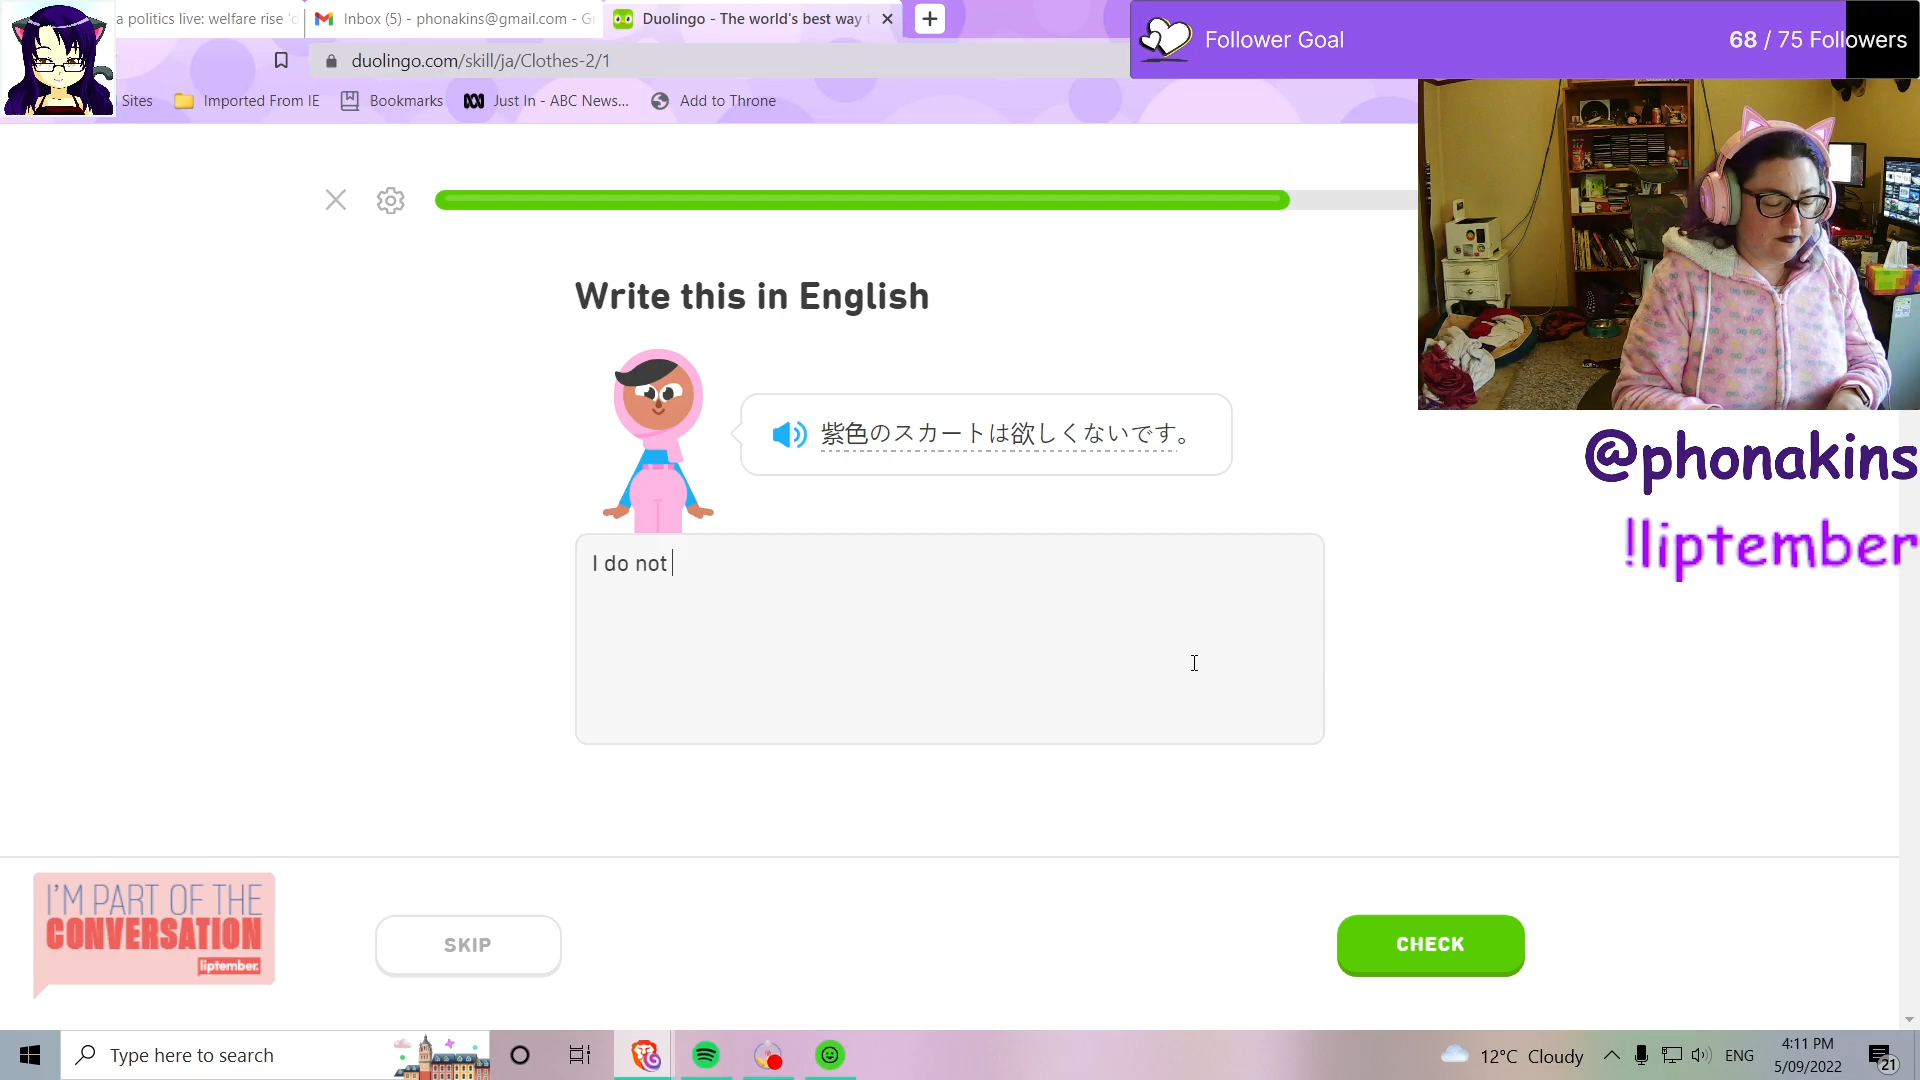 a politics live: welfare rise
Inbox (5) - phonakins@gmail.com - G
Duolingo - The world's best way t
Follower Goal
68 / 75 Followers
duolingo.com/skill/ja/Clothes-2/1
Sites
Imported From IE
Bookmarks
Just In - ABC News...
Add to Throne
Write this in English
紫色のスカートは欲しくないです。
@phonakins
I do not
!liptember
I'M PART OF THE
CONVERSATION
liptember.
SKIP
CHECK
Type here to search
12°C Cloudy
ENG
4:11 PM
5/09/2022
21